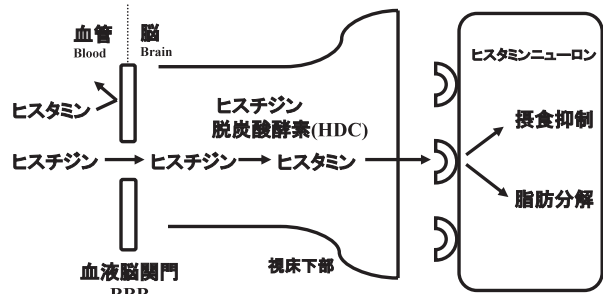 血管 脳
Blood Brain
ヒスタミン
ヒスチジン
脱炭酸酵素(HDC)
ヒスチジン ヒスチジン ヒスタミン
血液脳関門
視床下部
ヒスタミンニューロン
摂食抑制
脂肪分解